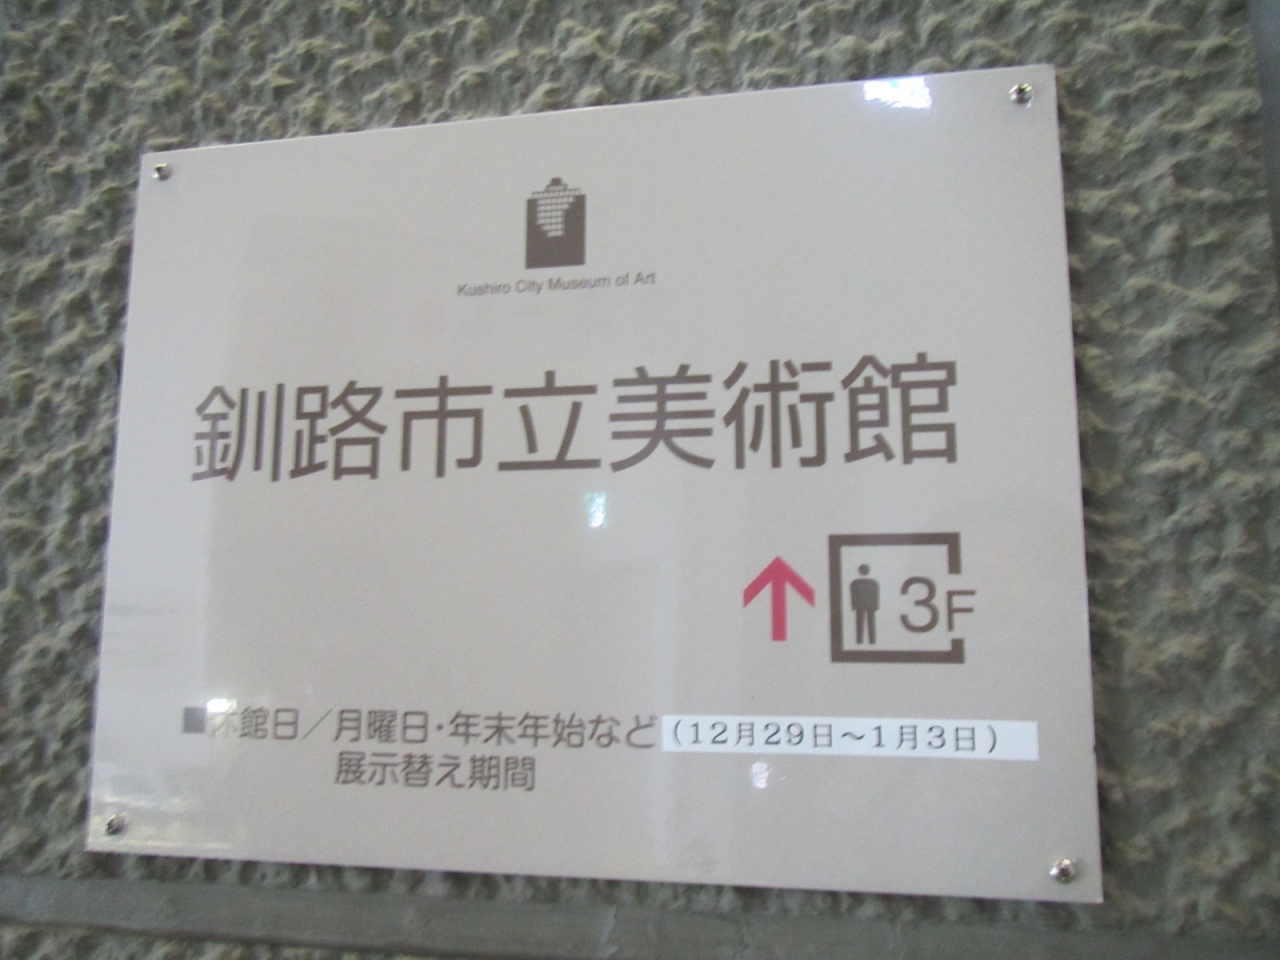 Kushiro City Museum of Art
釧路市立美術館
3F
■休館日／月曜日・年末年始など(12月29日～1月3日)
展示替え期間